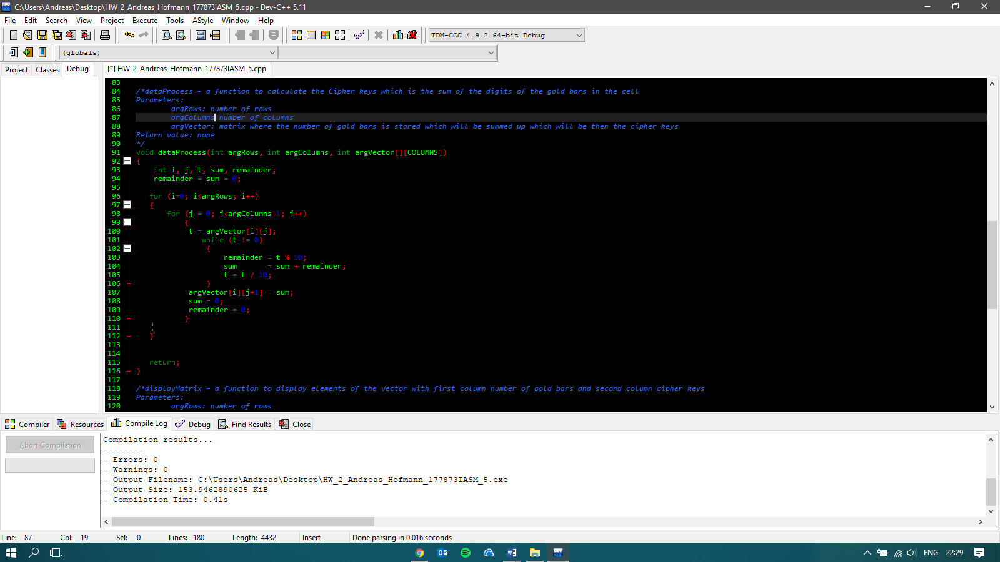 C:\Users\Andreas\Desktop\HW_2_Andreas_Hofmann_177873IASM_5.cpp - Dev-C++ 5.11
File Edit Search View Project Execute Tools AStyle Window Help
TDM-GCC 4.9.2 64-bit Debug
(globals)
Project Classes Debug [*] HW_2_Andreas_Hofmann_177873IASM_5.cpp
83
84 /*dataProcess - a function to calculate the Cipher keys which is the sum of the digits of the gold bars in the cell
85 Parameters:
86 argRows: number of rows
87 argColumns number of columns
88 argVector: matrix where the number of gold bars is stored which will be summed up which will be then the cipher keys
89 Return value: none
90 */
91 void dataProcess(int argRows, int argColumns, int argVector[][COLUMNS])
92 {
93 int i, j, t, sum, remainder;
94 remainder = sum = 0;
95
96 for (i=0; i<argRows; i++)
97 {
98 for (j = 0; j<argColumns-1; j++)
99 {
100 t = argVector[i][j];
101 while (t != 0)
102 {
103 remainder = t % 10;
104 sum = sum + remainder;
105 t = t / 10;
106 }
107 argVector[i][j+1] = sum;
108 sum = 0;
109 remainder = 0;
110 }
111
112 }
113
114
115 return;
116 }
117
118 /*displayMatrix - a function to display elements of the vector with first column number of gold bars and second column cipher keys
119 Parameters:
120 argRows: number of rows
Compiler Resources Compile Log Debug Find Results Close
Abort Compilation
Compilation results...
--------
- Errors: 0
- Warnings: 0
- Output Filename: C:\Users\Andreas\Desktop\HW_2_Andreas_Hofmann_177873IASM_5.exe
- Output Size: 153.9462890625 KiB
- Compilation Time: 0.41s
Line: 87 Col: 19 Sel: 0 Lines: 180 Length: 4432 Insert Done parsing in 0.016 seconds
ENG 22:29